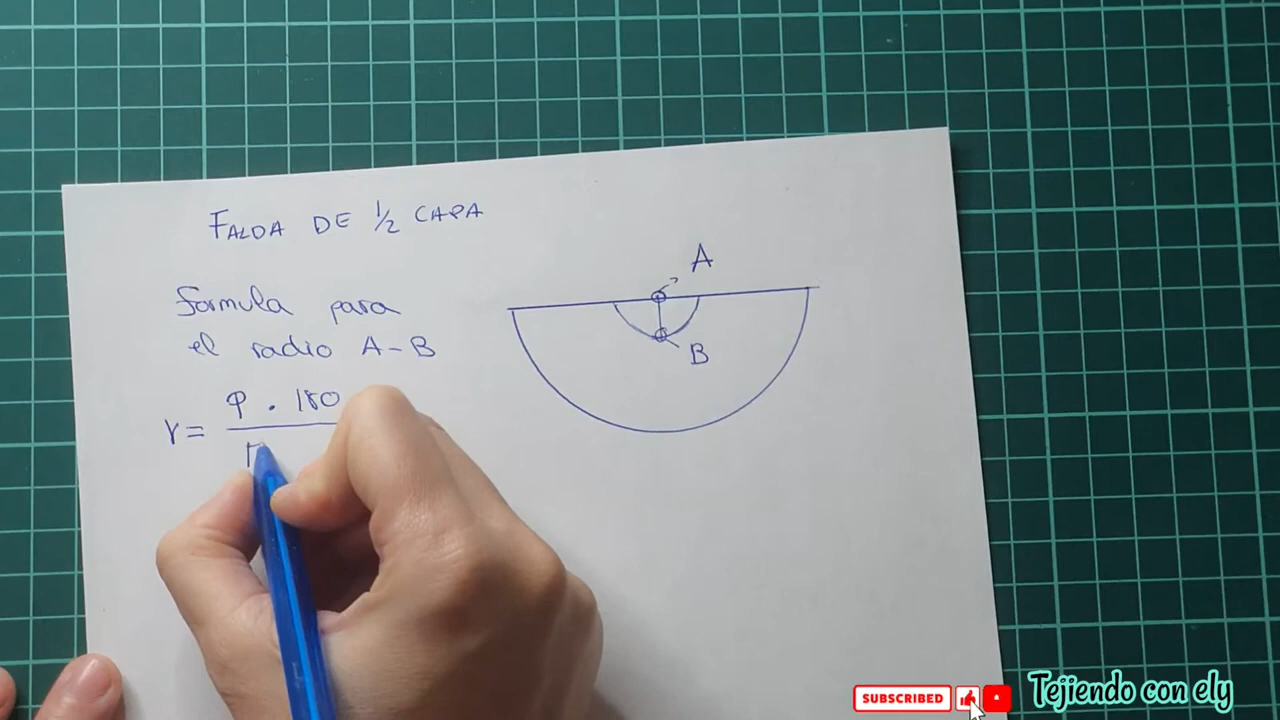 FALDA DE 1/2 CAPA
formula para
el radio A-B
r= P . 180
A
B
SUBSCRIBED
Tejiendo con ely